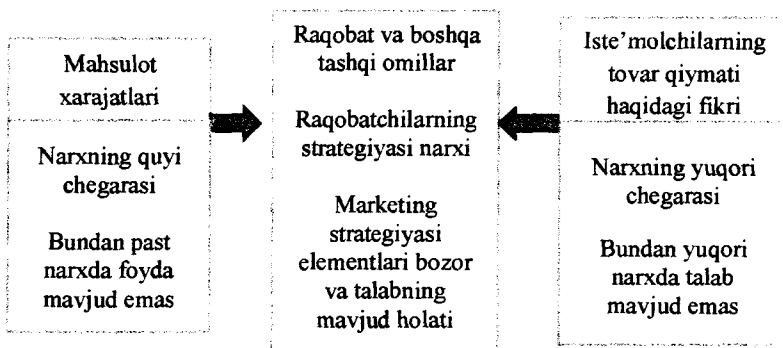 Mahsulot
xarajatlari
Narxning quyi
chegarasi
Bundan past
narxda foyda
mavjud emas
Raqobat va boshqa
tashqi omillar
Raqobatchilarning
strategiyasi narxi
Marketing
strategiyasi
elementlari bozor
va talabning
mavjud holati
Iste’molchilarning
tovar qiymati
haqidagi fikri
Narxning yuqori
chegarasi
Bundan yuqori
narxda talab
mavjud emas